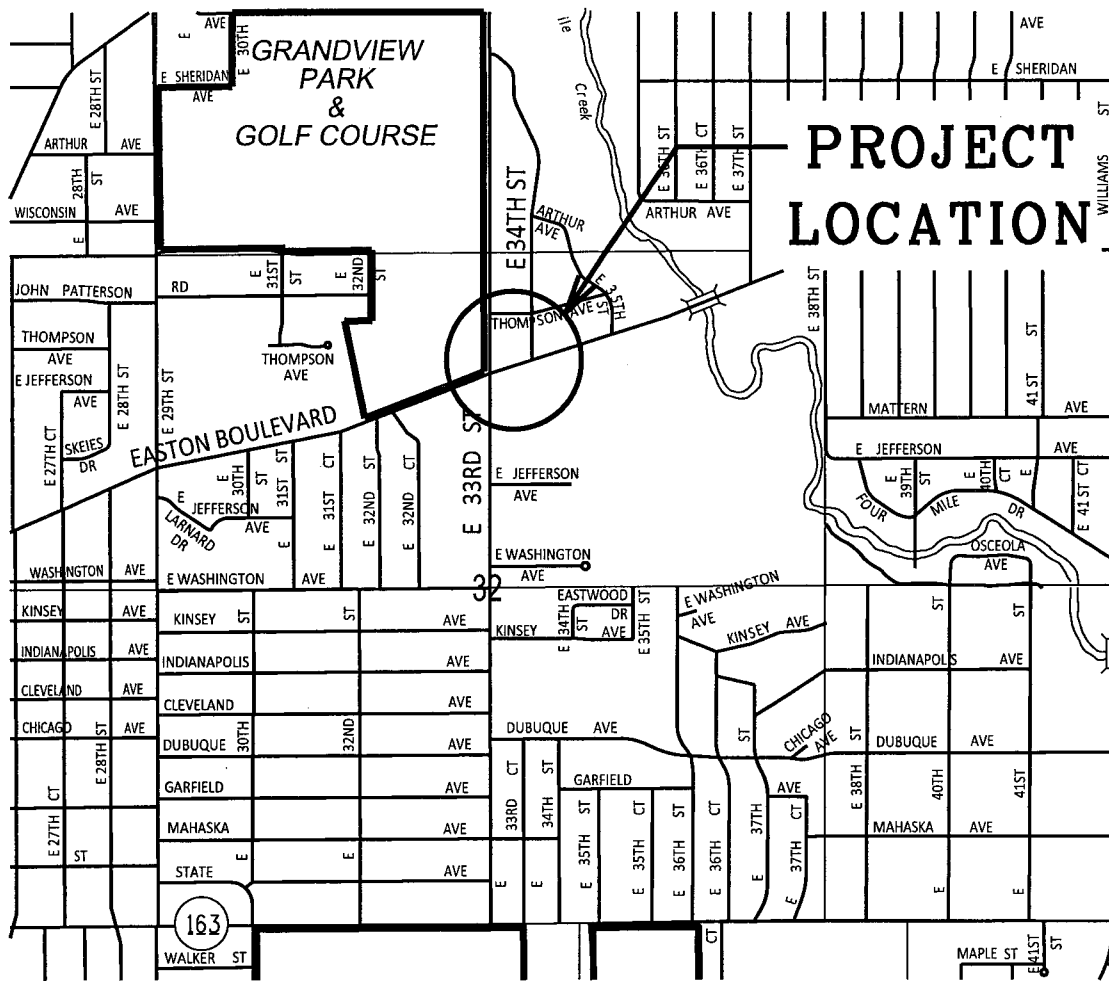 AVE
E
E 30TH
GRANDVIEW
PARK
&
GOLF COURSE
E SHERIDAN
AVE
ile
Creek
AVE
E SHERIDAN
E 28TH ST
ARTHUR AVE
28TH
ST
E
WISCONSIN AVE
E34TH ST
ARTHUR
AVE
E 36TH ST
E 36TH CT
E 37TH ST
ARTHUR AVE
PROJECT
LOCATION
ST
WILLIAMS
JOHN PATTERSON RD
E
31ST
ST
E
32ND
ST
THOMPSON
AVE
E JEFFERSON
AVE
SKEIES
DR
E 27TH CT
E 28TH ST
E 29TH ST
THOMPSON
AVE
THOMPSON AVE
E 35TH
ST
E 38TH ST
ST
41ST
EASTON BOULEVARD
E 33RD ST
MATTERN AVE
E JEFFERSON AVE
E
39TH
ST
E
40TH
CT
E
E 41ST CT
FOUR MILE DR
OSCEOLA
AVE
E
JEFFERSON
AVE
LARNARD
DR
E
30TH
ST
31ST ST
E
31ST CT
E
32ND ST
E
32ND CT
E
E JEFFERSON
AVE
E WASHINGTON
AVE
WASHINGTON AVE
E WASHINGTON AVE
32
EASTWOOD
DR
E 34TH
ST
KINSEY AVE
E 35TH ST
E WASHINGTON
AVE
KINSEY AVE
KINSEY AVE
KINSEY AVE
ST
ST
INDIANAPOLIS AVE
INDIANAPOLIS AVE
INDIANAPOLIS AVE
ST
ST
CLEVELAND AVE
CLEVELAND AVE
CHICAGO AVE
DUBUQUE AVE
30TH
32ND
DUBUQUE AVE
CHICAGO
AVE
DUBUQUE AVE
E 28TH ST
GARFIELD AVE
33RD CT
E
34TH ST
E
GARFIELD
AVE
ST
37TH
E
37TH CT
E
E 38TH ST
40TH
E
41ST
E
E 27TH CT
MAHASKA AVE
MAHASKA AVE
ST
STATE AVE
E
E
E 35TH ST
E 35TH CT
E 36TH ST
E 36TH CT
163
WALKER ST
CT
MAPLE ST
E 41ST
ST